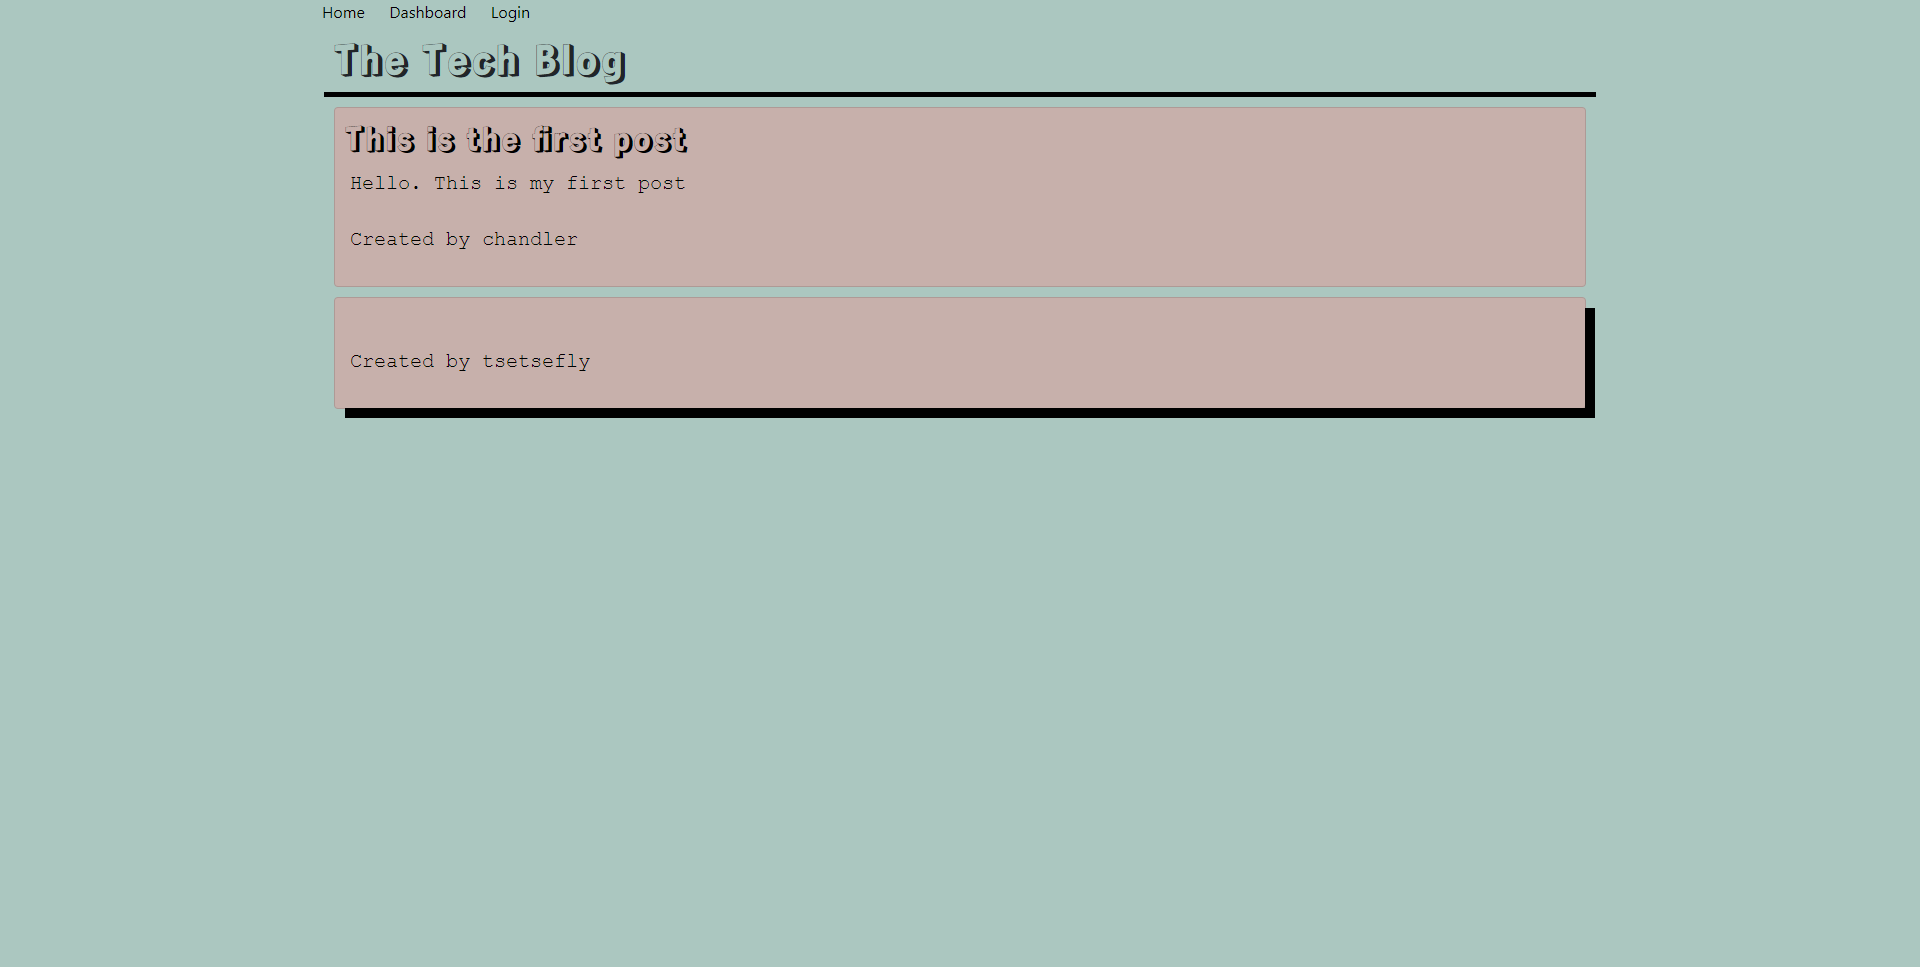 Home Dashboard Login
The Tech Blog
This is the first post
Hello. This is my first post
Created by chandler
Created by tsetsefly